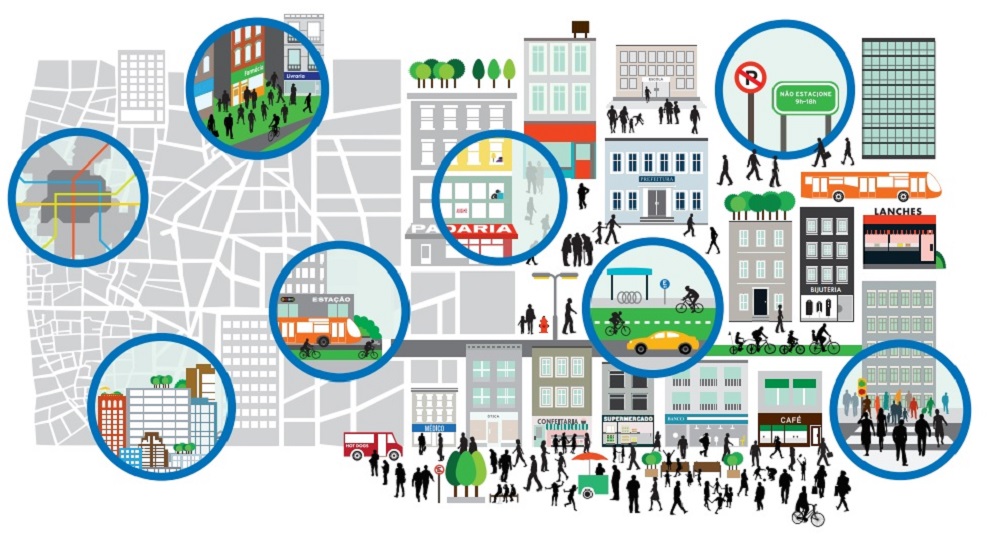 Farmácia
Livraria
ESCOLA
R
NÃO ESTACIONE
9h-18h
PREFEITURA
PADARIA
LANCHES
BIJUTERIA
ESTAÇÃO
E
HOT DOGS
MÉDICO
ÓTICA
CONFEITARIA
SUPERMERCADO
BANCO
CAFÉ